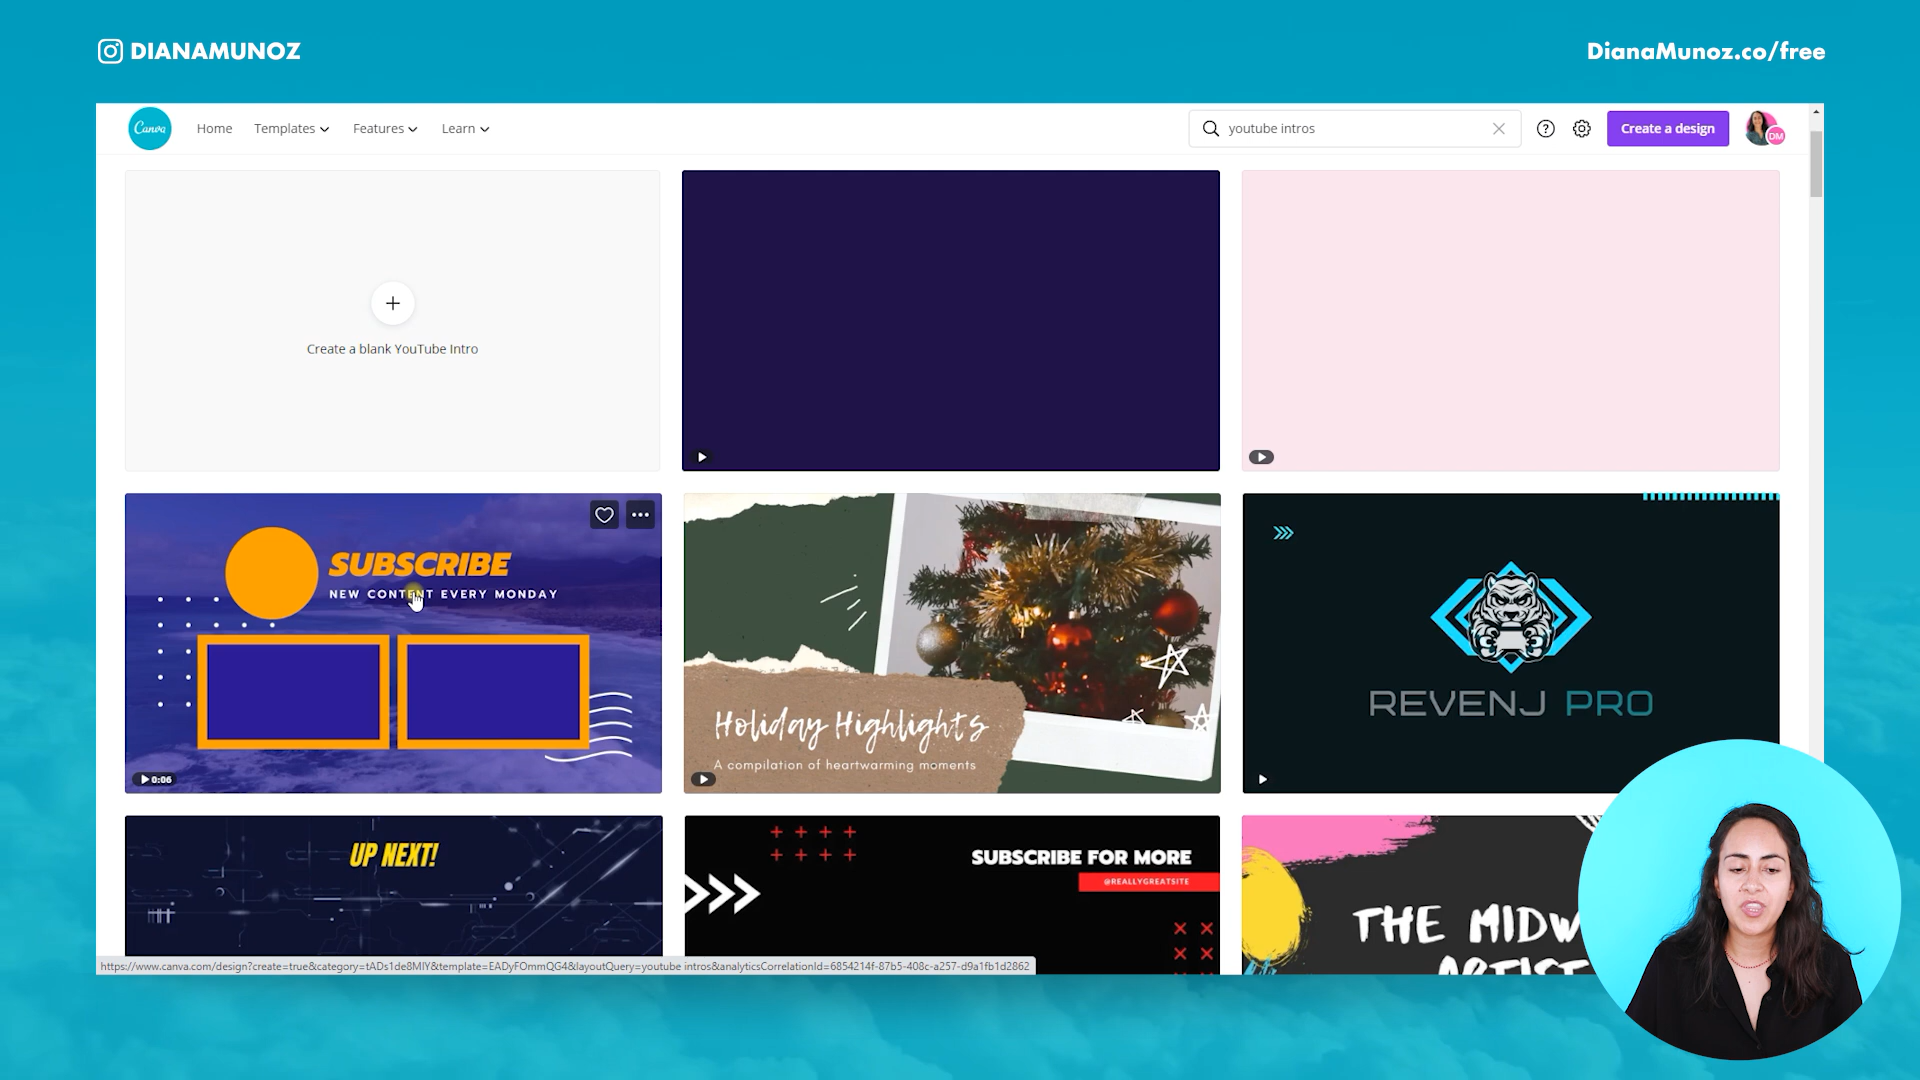 DIANAMUNOZ
DianaMunoz.co/free
Canva
Home
Templates
Features
Learn
youtube intros
Create a design
DM
Create a blank YouTube Intro
SUBSCRIBE
NEW CONTENT EVERY MONDAY
0:06
Holiday Highlights
A compilation of heartwarming moments
REVENJ PRO
UP NEXT!
SUBSCRIBE FOR MORE
@REALLYGREATSITE
THE MIDW
ARTIST
https://www.canva.com/design?create=true&category=tADs1de8MIY&template=EADyFOmmQG4&layoutQuery=youtube intros&analyticsCorrelationId=6854214f-87b5-408c-a257-d9a1fb1d2862